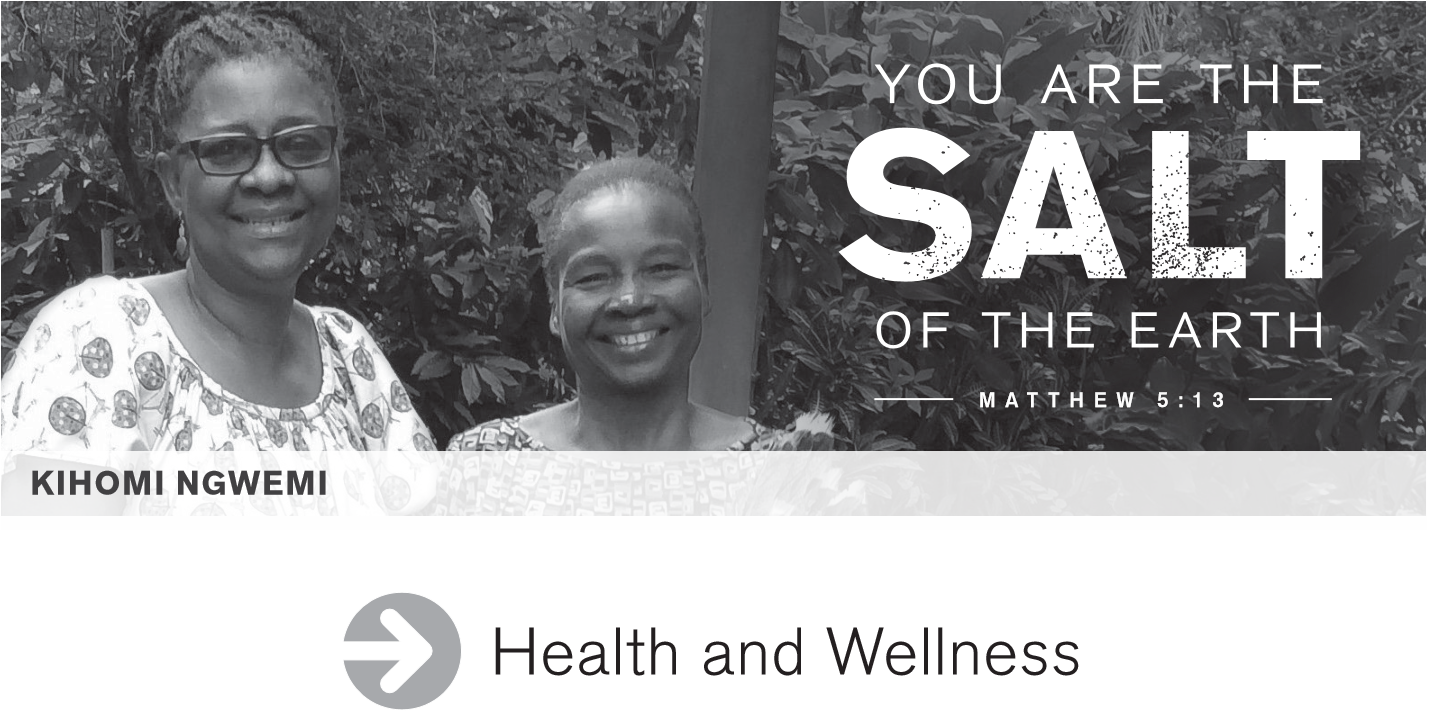 YOU ARE THE
SALT
OF THE EARTH
MATTHEW 5:13
KIHOMI NGWEMI
Health and Wellness